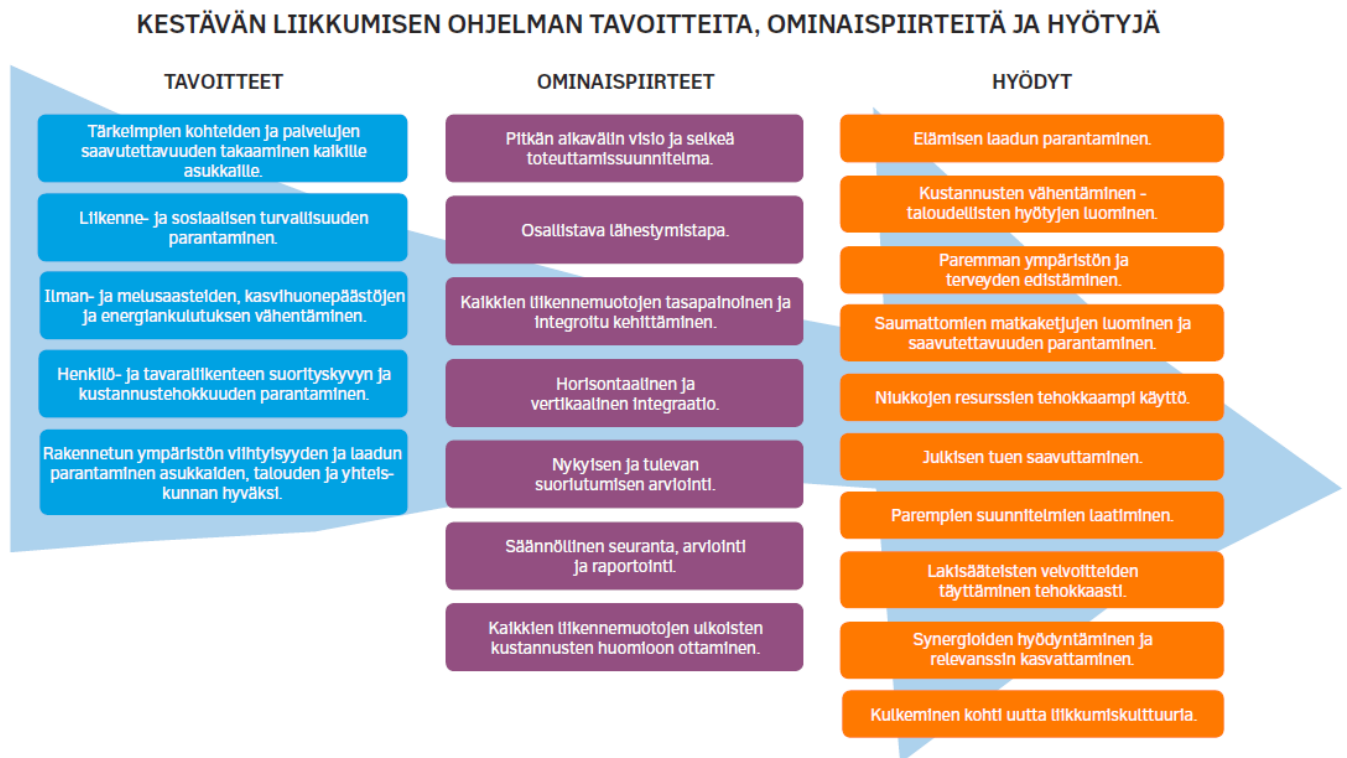 KESTÄVÄN LIIKKUMISEN OHJELMAN TAVOITTEITA, OMINAISPIIRTEITÄ JA HYÖTYJÄ
TAVOITTEET
Tärkeimpien kohteiden ja palvelujen
saavutettavuuden takaaminen kaikille
asukkaille.
Liikenne- ja sosiaalisen turvallisuuden
parantaminen.
Ilman- ja melusaasteiden, kasvihuonepäästöjen
ja energiankulutuksen vähentäminen.
Henkilö- ja tavaraliikenteen suorityskyvyn ja
kustannustehokkuuden parantaminen.
Rakennetun ympäristön viihtyisyyden ja laadun
parantaminen asukkaiden, talouden ja yhteis-
kunnan hyväksi.
OMINAISPIIRTEET
Pitkän aikavälin visio ja selkeä
toteuttamissuunnitelma.
Osallistava lähestymistapa.
Kaikkien liikennemuotojen tasapainoinen ja
integroitu kehittäminen.
Horisontaalinen ja
vertikaalinen integraatio.
Nykyisen ja tulevan
suoriutumisen arviointi.
Säännöllinen seuranta, arviointi
ja raportointi.
Kaikkien liikennemuotojen ulkoisten
kustannusten huomioon ottaminen.
HYÖDYT
Elämisen laadun parantaminen.
Kustannusten vähentäminen -
taloudellisten hyötyjen luominen.
Paremman ympäristön ja
terveyden edistäminen.
Saumattomien matkaketjujen luominen ja
saavutettavuuden parantaminen.
Niukkojen resurssien tehokkaampi käyttö.
Julkisen tuen saavuttaminen.
Parempien suunnitelmien laatiminen.
Lakisääteisten velvoitteiden
täyttäminen tehokkaasti.
Synergioiden hyödyntäminen ja
relevanssin kasvattaminen.
Kulkeminen kohti uutta liikkumiskulttuuria.